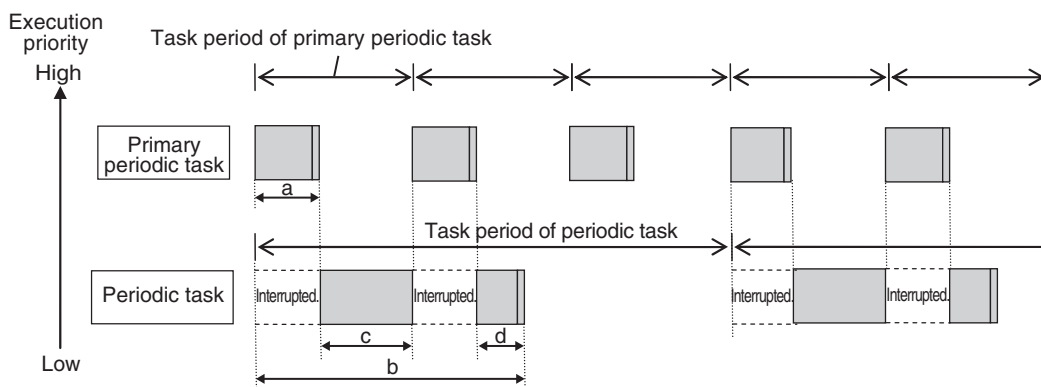 Execution
priority
High
Task period of primary periodic task
Primary
periodic task
a
Task period of periodic task
Periodic task
Interrupted.
Interrupted.
Interrupted.
Interrupted.
c
d
b
Low